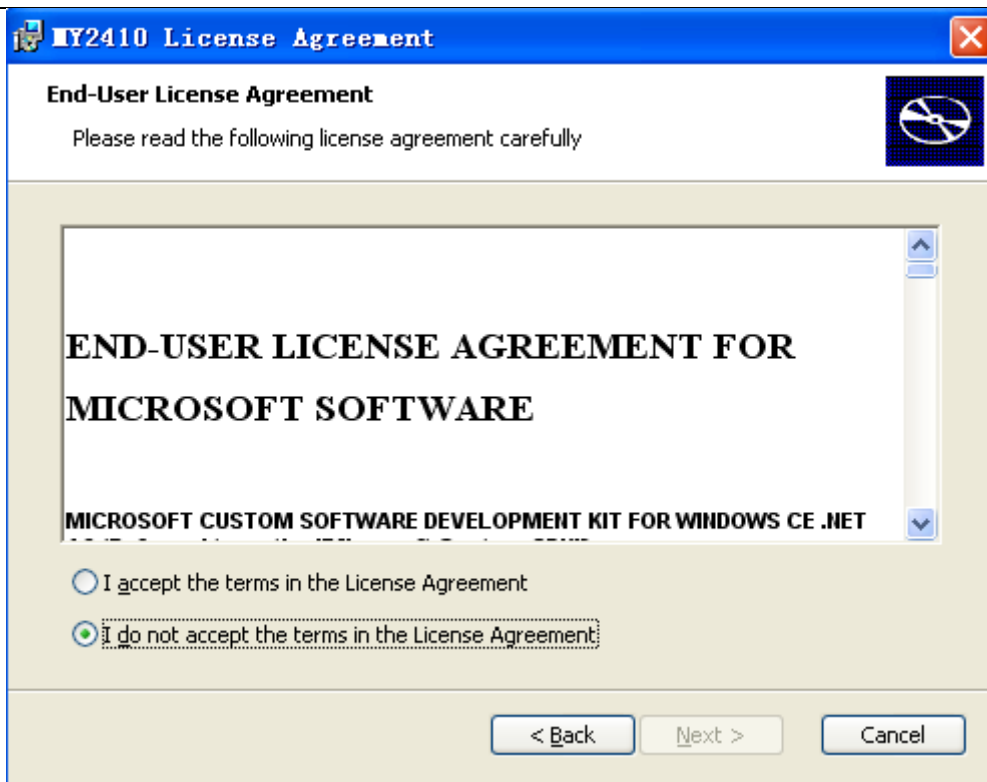 MY2410 License Agreement
End-User License Agreement
Please read the following license agreement carefully
END-USER LICENSE AGREEMENT FOR
MICROSOFT SOFTWARE
MICROSOFT CUSTOM SOFTWARE DEVELOPMENT KIT FOR WINDOWS CE .NET
I accept the terms in the License Agreement
I do not accept the terms in the License Agreement
< Back
Next >
Cancel